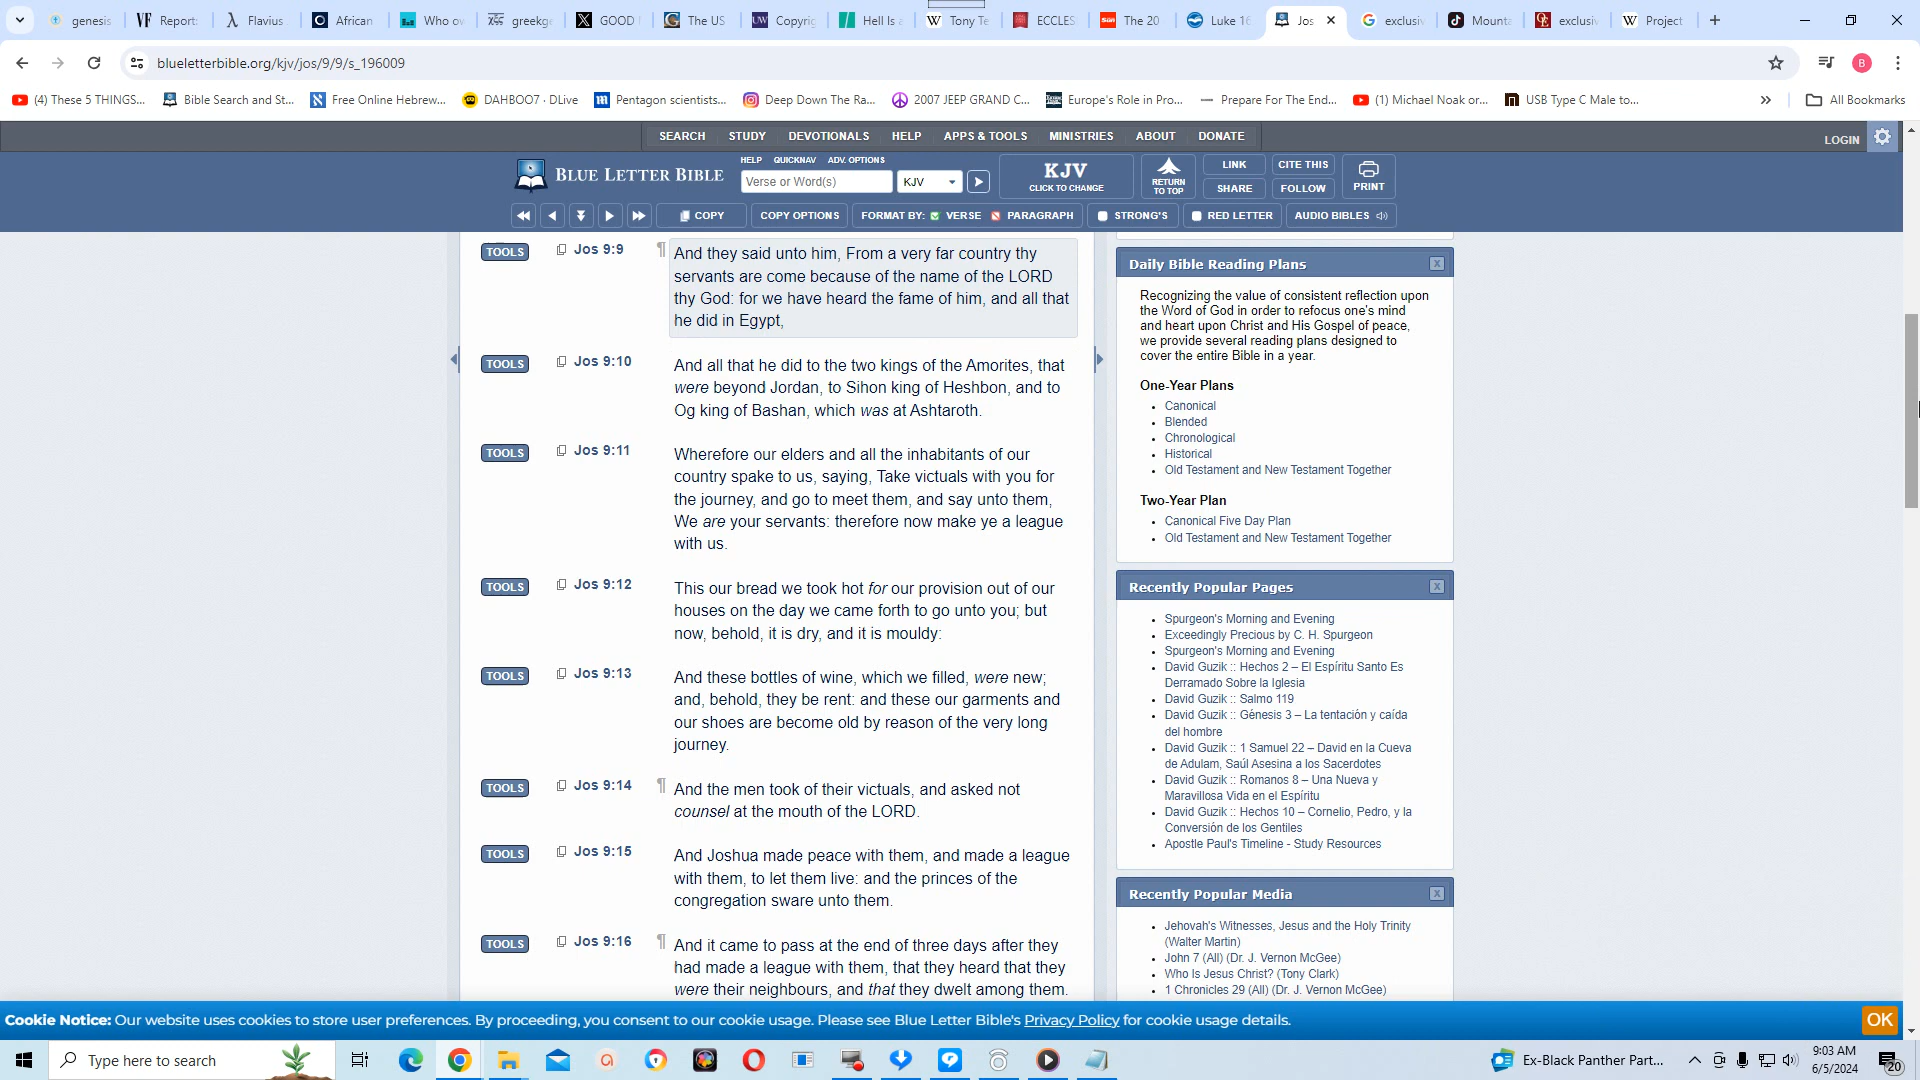 genesis
Report:
Flavius
African
Who ow
greekge
GOOD
The US
Copyrig
Hell Is a
Tony Te
ECCLES
The 20
Luke 16
Jos
exclusiv
Mounta
exclusiv
Project
blueletterbible.org/kjv/jos/9/9/s_196009
B
(4) These 5 THINGS...
Bible Search and St...
Free Online Hebrew...
DAHBOO7 · DLive
Pentagon scientists...
Deep Down The Ra...
2007 JEEP GRAND C...
Europe's Role in Pro...
Prepare For The End...
(1) Michael Noak or...
USB Type C Male to...
All Bookmarks
SEARCH STUDY DEVOTIONALS HELP APPS & TOOLS MINISTRIES ABOUT DONATE
LOGIN
BLUE LETTER BIBLE
HELP QUICKNAV ADV. OPTIONS
Verse or Word(s)
KJV
KJV
CLICK TO CHANGE
RETURN
TO TOP
LINK
CITE THIS
SHARE
FOLLOW
PRINT
COPY
COPY OPTIONS
FORMAT BY: VERSE PARAGRAPH
STRONG'S
RED LETTER
AUDIO BIBLES
TOOLS
Jos 9:9
¶ And they said unto him, From a very far country thy
servants are come because of the name of the LORD
thy God: for we have heard the fame of him, and all that
he did in Egypt,
TOOLS
Jos 9:10
And all that he did to the two kings of the Amorites, that
were beyond Jordan, to Sihon king of Heshbon, and to
Og king of Bashan, which was at Ashtaroth.
TOOLS
Jos 9:11
Wherefore our elders and all the inhabitants of our
country spake to us, saying, Take victuals with you for
the journey, and go to meet them, and say unto them,
We are your servants: therefore now make ye a league
with us.
TOOLS
Jos 9:12
This our bread we took hot for our provision out of our
houses on the day we came forth to go unto you; but
now, behold, it is dry, and it is mouldy:
TOOLS
Jos 9:13
And these bottles of wine, which we filled, were new;
and, behold, they be rent: and these our garments and
our shoes are become old by reason of the very long
journey.
TOOLS
Jos 9:14
¶ And the men took of their victuals, and asked not
counsel at the mouth of the LORD.
TOOLS
Jos 9:15
And Joshua made peace with them, and made a league
with them, to let them live: and the princes of the
congregation sware unto them.
TOOLS
Jos 9:16
¶ And it came to pass at the end of three days after they
had made a league with them, that they heard that they
were their neighbours, and that they dwelt among them.
Daily Bible Reading Plans
Recognizing the value of consistent reflection upon
the Word of God in order to refocus one's mind
and heart upon Christ and His Gospel of peace,
we provide several reading plans designed to
cover the entire Bible in a year.
One-Year Plans
Canonical
Blended
Chronological
Historical
Old Testament and New Testament Together
Two-Year Plan
Canonical Five Day Plan
Old Testament and New Testament Together
Recently Popular Pages
Spurgeon's Morning and Evening
Exceedingly Precious by C. H. Spurgeon
Spurgeon's Morning and Evening
David Guzik :: Hechos 2 – El Espíritu Santo Es
Derramado Sobre la Iglesia
David Guzik :: Salmo 119
David Guzik :: Génesis 3 – La tentación y caída
del hombre
David Guzik :: 1 Samuel 22 – David en la Cueva
de Adulam, Saúl Asesina a los Sacerdotes
David Guzik :: Romanos 8 – Una Nueva y
Maravillosa Vida en el Espíritu
David Guzik :: Hechos 10 – Cornelio, Pedro, y la
Conversión de los Gentiles
Apostle Paul's Timeline - Study Resources
Recently Popular Media
Jehovah's Witnesses, Jesus and the Holy Trinity
(Walter Martin)
John 7 (All) (Dr. J. Vernon McGee)
Who Is Jesus Christ? (Tony Clark)
1 Chronicles 29 (All) (Dr. J. Vernon McGee)
Cookie Notice: Our website uses cookies to store user preferences. By proceeding, you consent to our cookie usage. Please see Blue Letter Bible's Privacy Policy for cookie usage details.
OK
Type here to search
Ex-Black Panther Part...
9:03 AM
6/5/2024
20